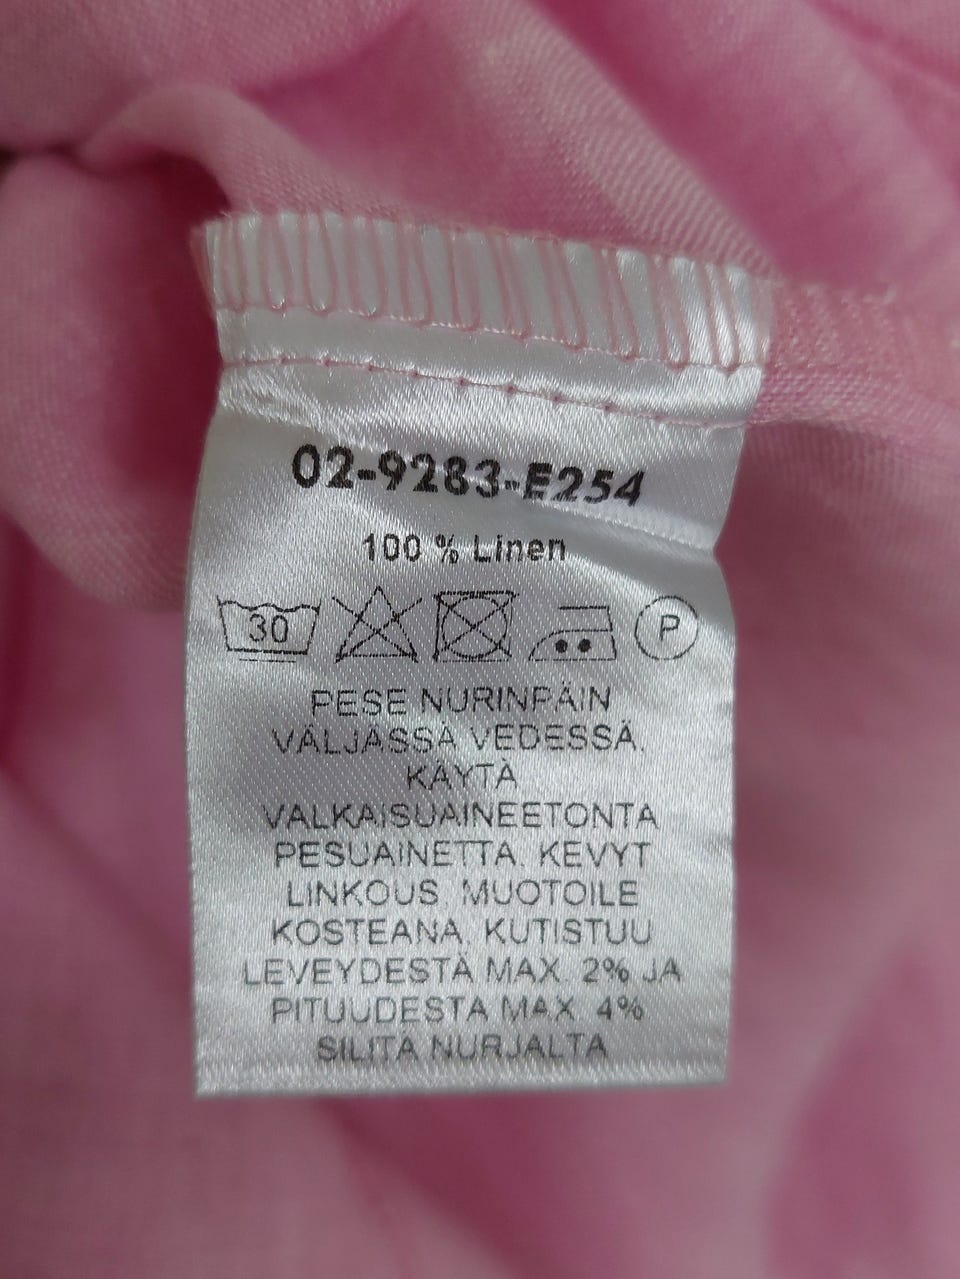 02-9283-E254
100 % Linen
30 P
PESE NURINPÄIN
VÄLJÄSSÄ VEDESSÄ.
KÄYTÄ
VALKAISUAINEETONTA
PESUAINETTA. KEVYT
LINKOUS. MUOTOILE
KOSTEANA. KUTISTUU
LEVEYDESTÄ MAX. 2% JA
PITUUDESTA MAX. 4%
SILITÄ NURJALTA